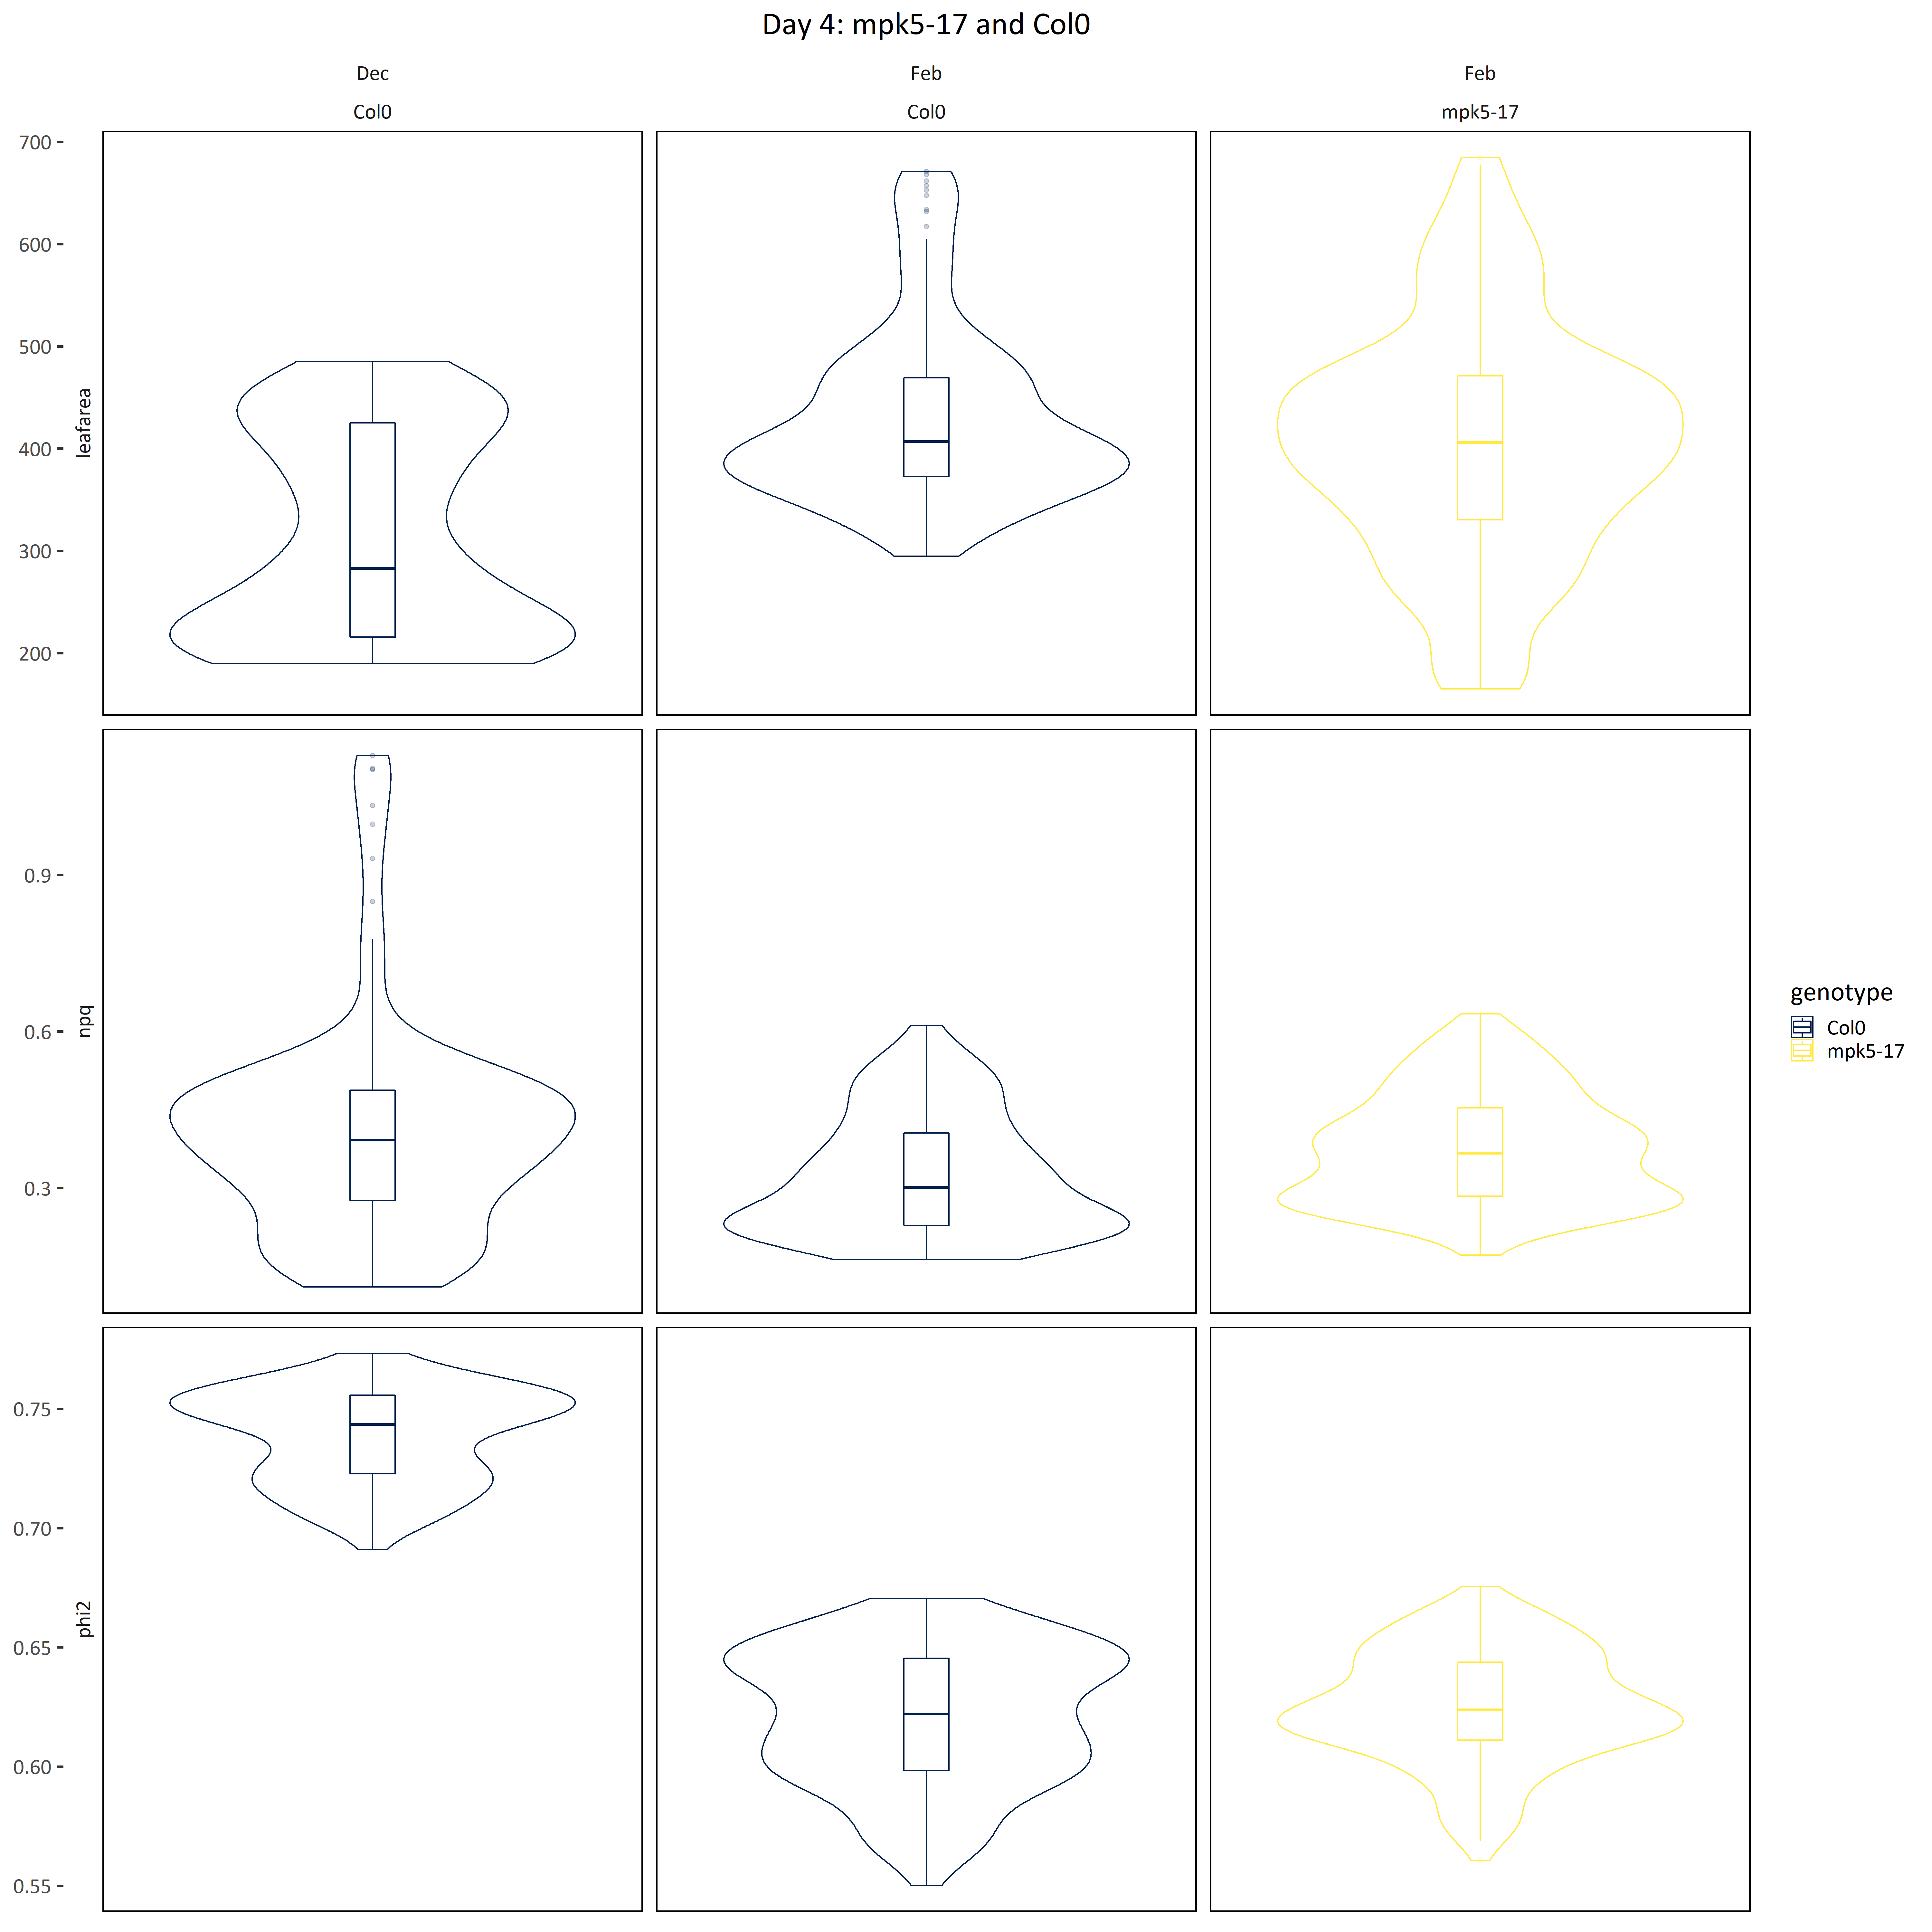 Day 4: mpk5-17 and Col0
Dec
Feb
Feb
Col0
Col0
mpk5-17
700
600
500
400
300
200
leafarea
0.9
0.6
0.3
npq
0.75
0.70
0.65
0.60
0.55
phi2
genotype
Col0
mpk5-17